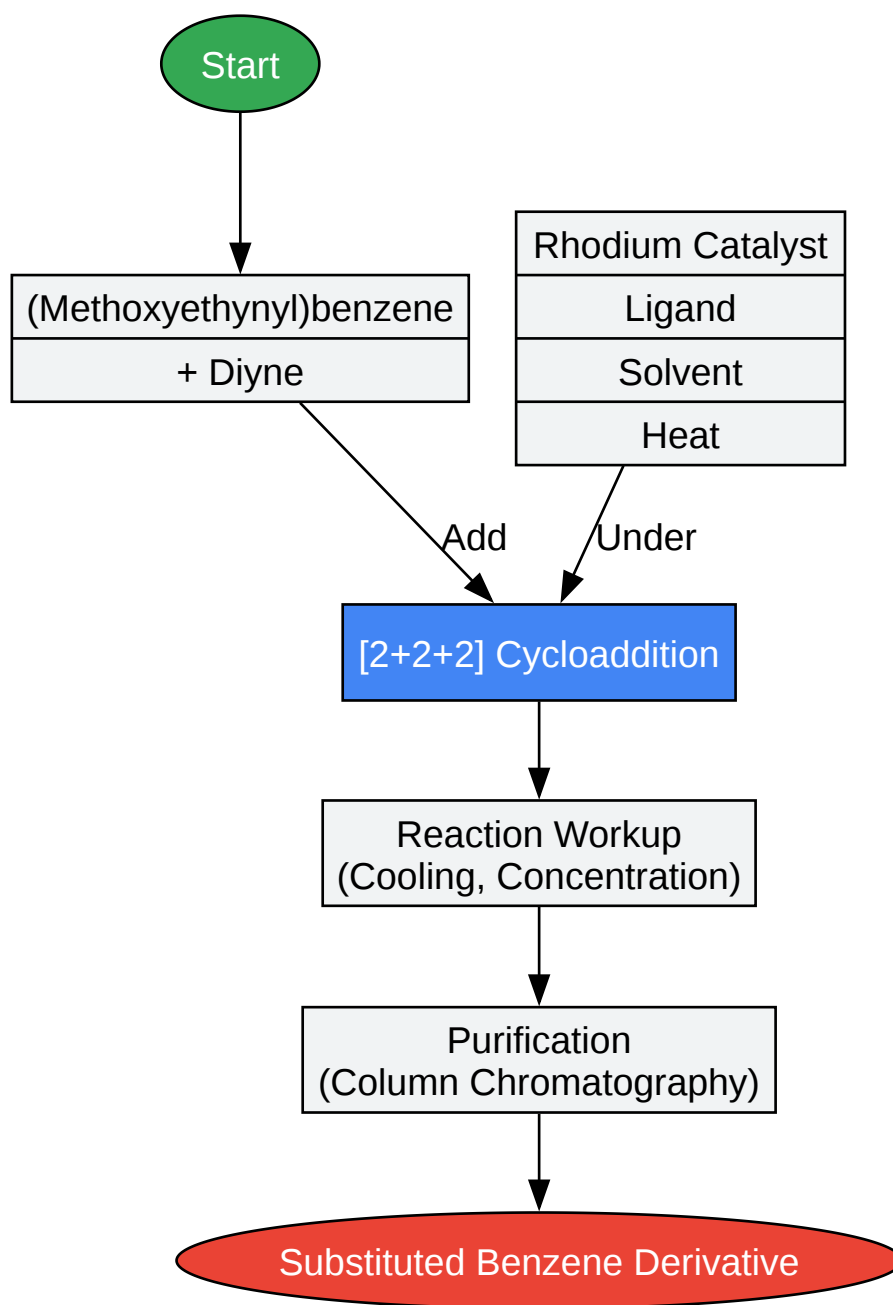 Start
(Methoxyethynyl)benzene
+ Diyne
Rhodium Catalyst
Ligand
Solvent
Heat
Add
Under
[2+2+2] Cycloaddition
Reaction Workup
(Cooling, Concentration)
Purification
(Column Chromatography)
Substituted Benzene Derivative